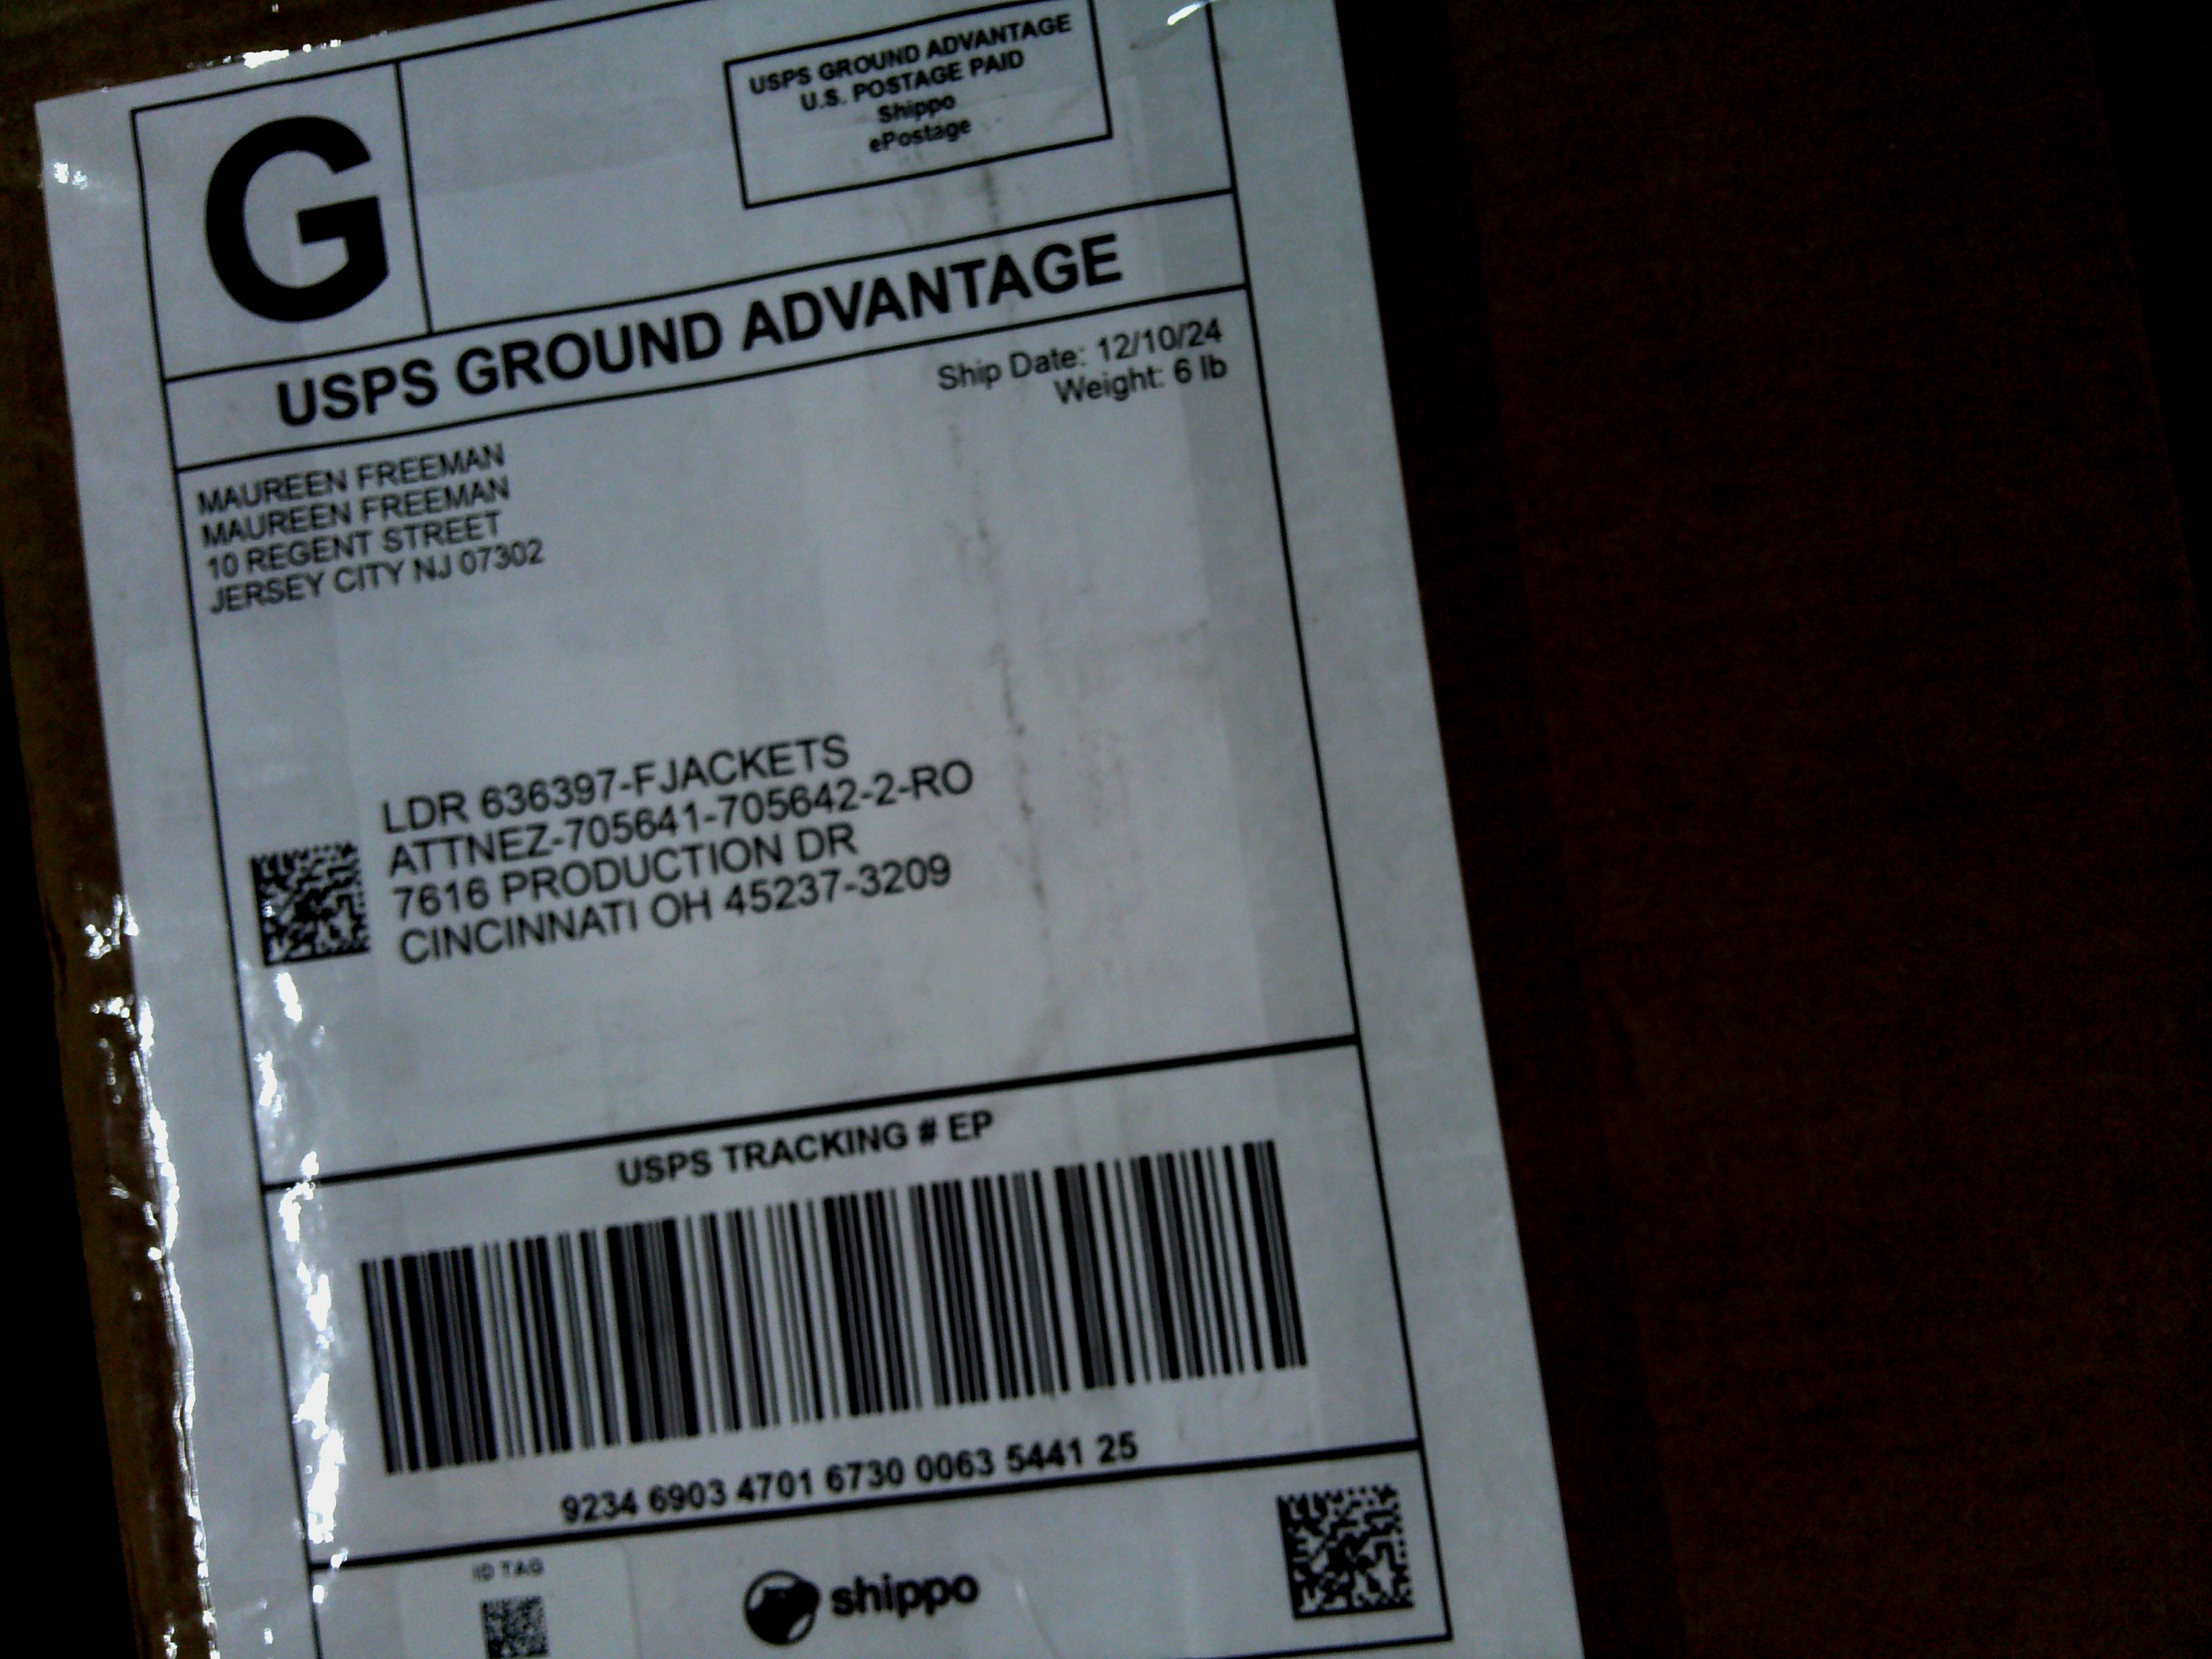 USPS GROUND ADVANTAGE
U.S. POSTAGE PAID
Shippo
ePostage
G
USPS GROUND ADVANTAGE
Ship Date: 12/10/24
Weight: 6 lb
MAUREEN FREEMAN
MAUREEN FREEMAN
10 REGENT STREET
JERSEY CITY NJ 07302
LDR 636397-FJACKETS
ATTNEZ-705641-705642-2-RO
7616 PRODUCTION DR
CINCINNATI OH 45237-3209
USPS TRACKING # EP
9234 6903 4701 6730 0063 5441 25
ID TAG
shippo